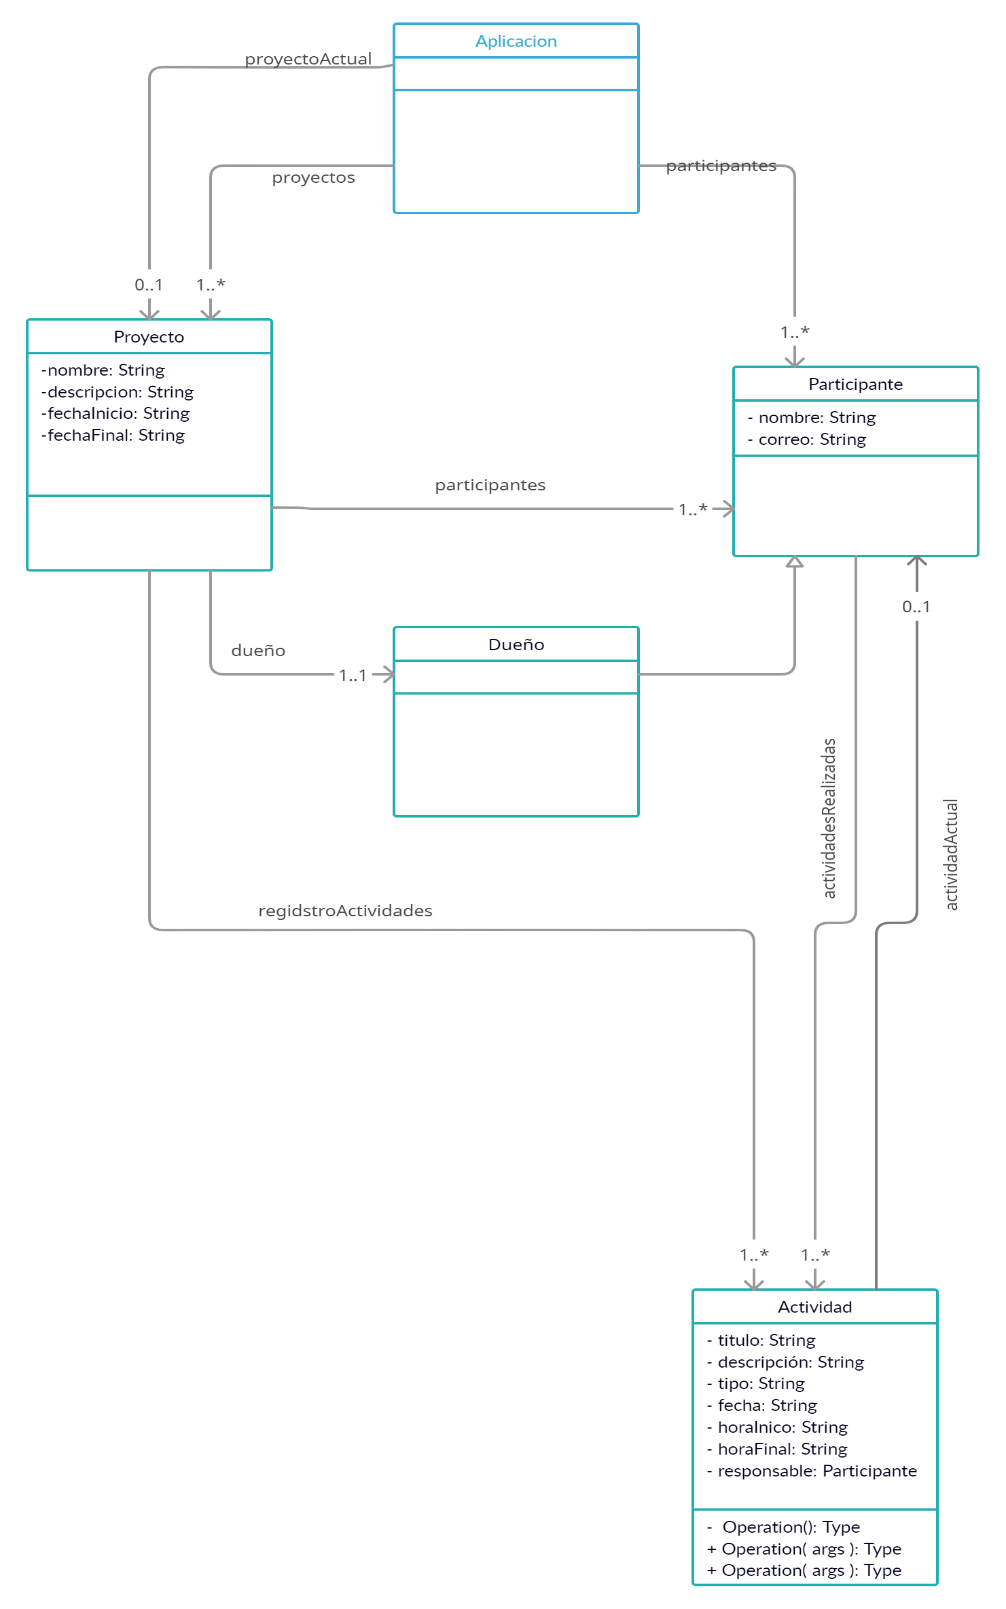 Aplicacion
proyectoActual
proyectos
participantes
0..1
1..*
1..*
Proyecto
-nombre: String
-descripcion: String
-fechaInicio: String
-fechaFinal: String
Participante
- nombre: String
- correo: String
participantes
1..*
0..1
dueño
1..1
Dueño
actividadesRealizadas
actividadActual
regidstroActividades
1..*
1..*
Actividad
- titulo: String
- descripción: String
- tipo: String
- fecha: String
- horaInico: String
- horaFinal: String
- responsable: Participante
- Operation(): Type
+ Operation( args ): Type
+ Operation( args ): Type